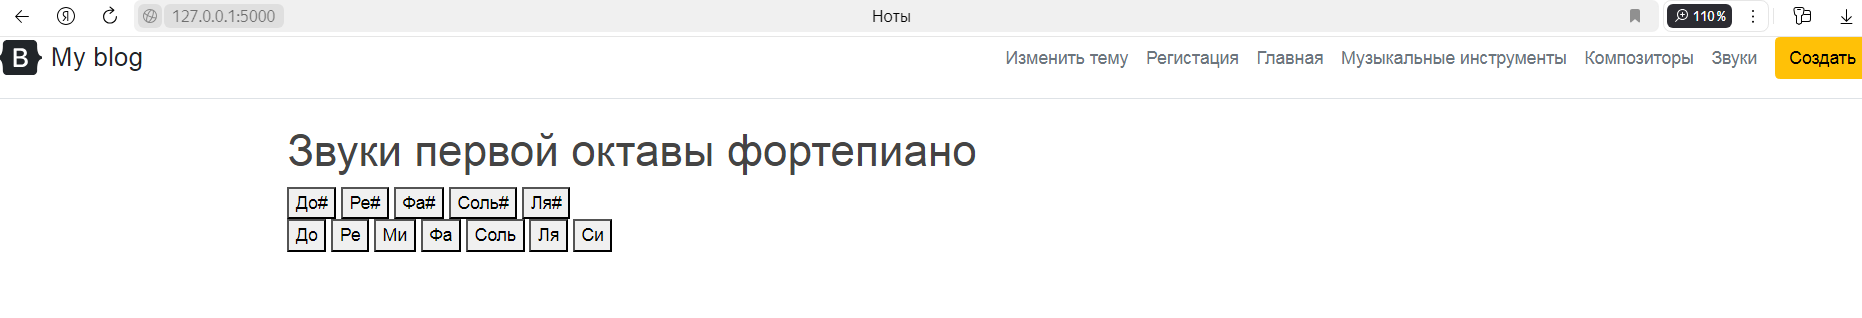 127.0.0.1:5000 Ноты 110%
B My blog Изменить тему Регистация Главная Музыкальные инструменты Композиторы Звуки Создать
Звуки первой октавы фортепиано
До# Ре# Фа# Соль# Ля#
До Ре Ми Фа Соль Ля Си